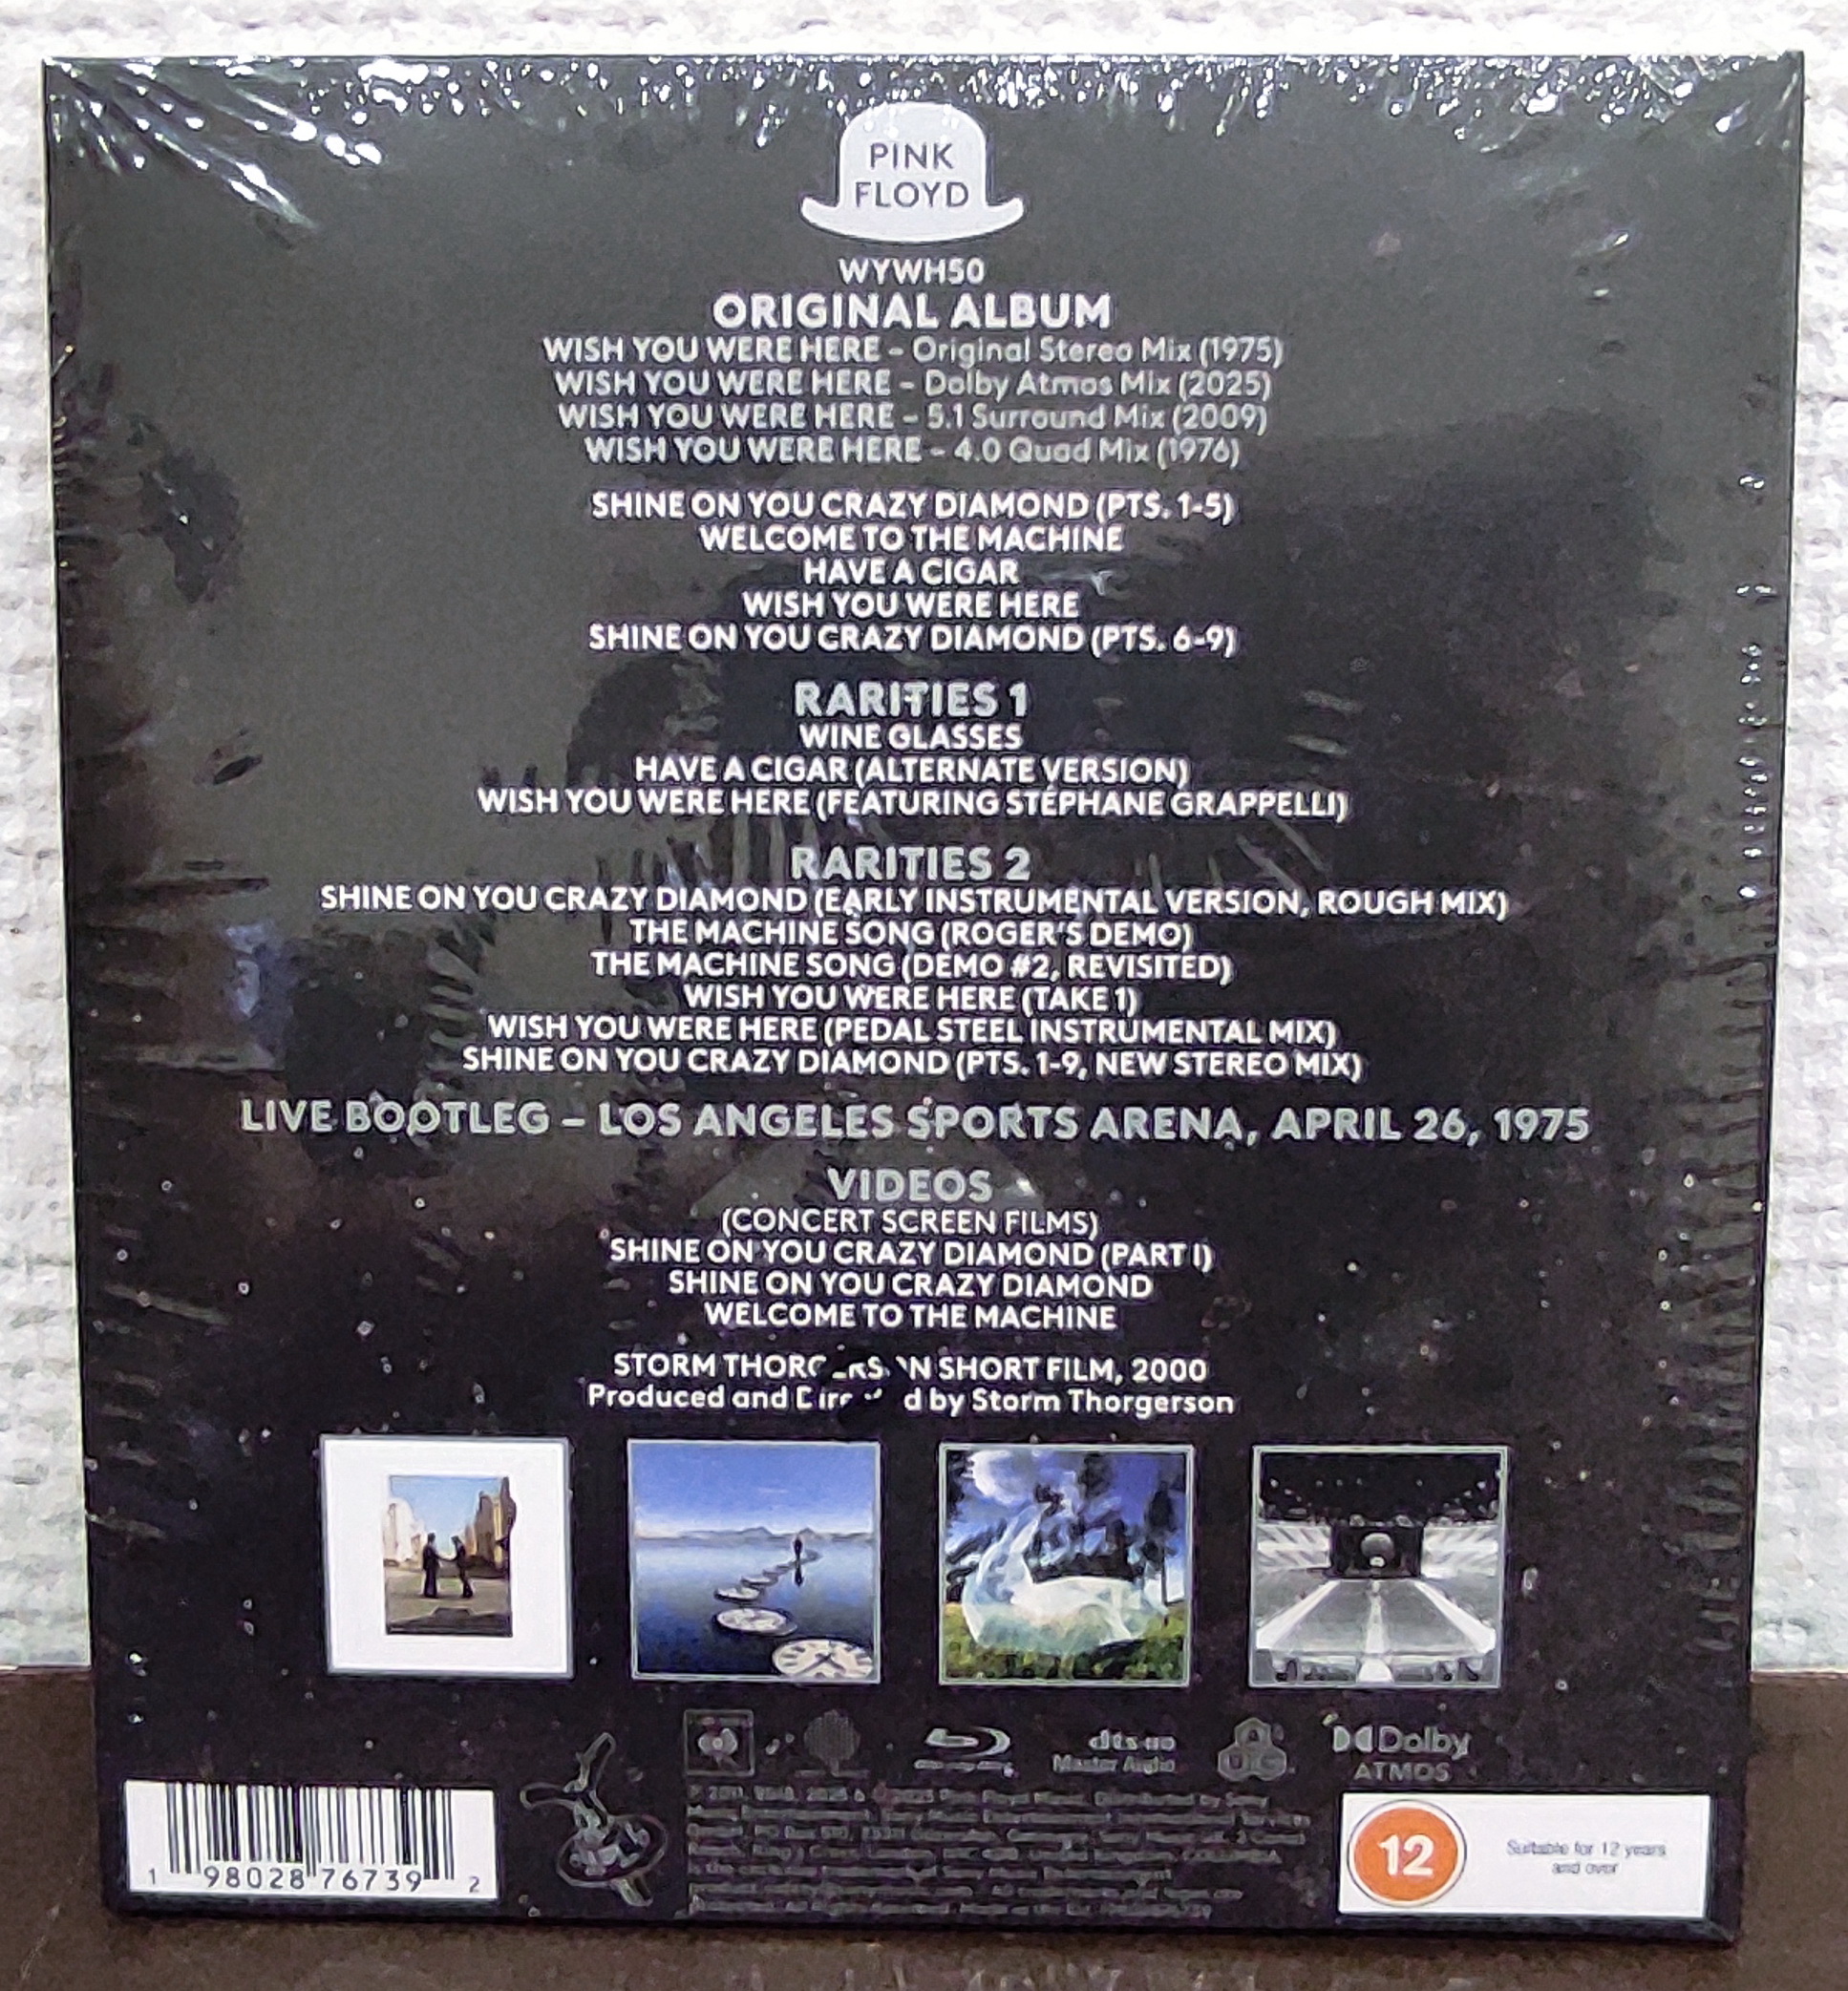 PINK
FLOYD
WYWH50
ORIGINAL ALBUM
WISH YOU WERE HERE – Original Stereo Mix (1975)
WISH YOU WERE HERE – Dolby Atmos Mix (2025)
WISH YOU WERE HERE – 5.1 Surround Mix (2009)
WISH YOU WERE HERE – 4.0 Quad Mix (1976)
SHINE ON YOU CRAZY DIAMOND (PTS. 1-5)
WELCOME TO THE MACHINE
HAVE A CIGAR
WISH YOU WERE HERE
SHINE ON YOU CRAZY DIAMOND (PTS. 6-9)
RARITIES 1
WINE GLASSES
HAVE A CIGAR (ALTERNATE VERSION)
WISH YOU WERE HERE (FEATURING STÉPHANE GRAPPELLI)
RARITIES 2
SHINE ON YOU CRAZY DIAMOND (EARLY INSTRUMENTAL VERSION, ROUGH MIX)
THE MACHINE SONG (ROGER'S DEMO)
THE MACHINE SONG (DEMO #2, REVISITED)
WISH YOU WERE HERE (TAKE 1)
WISH YOU WERE HERE (PEDAL STEEL INSTRUMENTAL MIX)
SHINE ON YOU CRAZY DIAMOND (PTS. 1-9, NEW STEREO MIX)
LIVE BOOTLEG – LOS ANGELES SPORTS ARENA, APRIL 26, 1975
VIDEOS
(CONCERT SCREEN FILMS)
SHINE ON YOU CRAZY DIAMOND (PART I)
SHINE ON YOU CRAZY DIAMOND
WELCOME TO THE MACHINE
STORM THORGERSON SHORT FILM, 2000
Produced and Directed by Storm Thorgerson
dts-HD
Master Audio
Dolby
ATMOS
1 98028 76739 2
12
Suitable for 12 years
and over